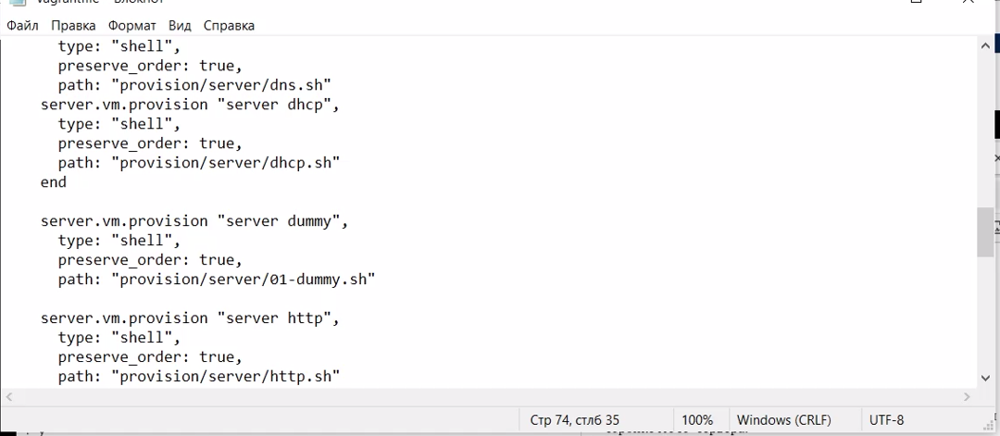 Vagrantfile – Блокнот
Файл Правка Формат Вид Справка
type: "shell",
preserve_order: true,
path: "provision/server/dns.sh"
server.vm.provision "server dhcp",
type: "shell",
preserve_order: true,
path: "provision/server/dhcp.sh"
end
server.vm.provision "server dummy",
type: "shell",
preserve_order: true,
path: "provision/server/01-dummy.sh"
server.vm.provision "server http",
type: "shell",
preserve_order: true,
path: "provision/server/http.sh"
Стр 74, стлб 35 100% Windows (CRLF) UTF-8